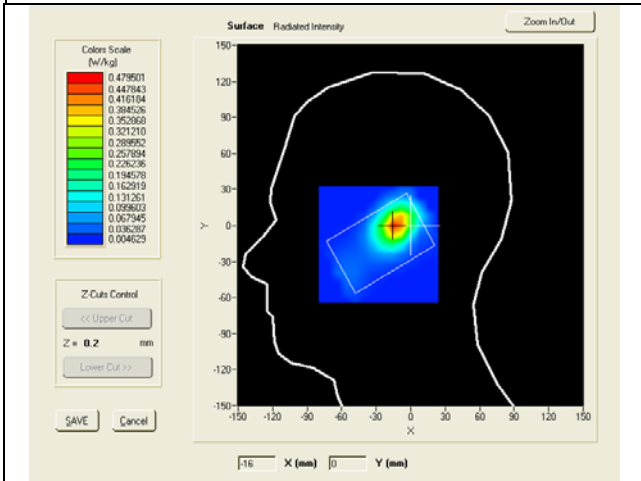 Surface Radiated Intensity
Zoom In/Out
Colors Scale
(W/kg)
0.479501
0.447843
0.416184
0.384526
0.352868
0.321210
0.289552
0.257894
0.226236
0.194578
0.162919
0.131261
0.099603
0.067945
0.036287
0.004629
Z-Cuts Control
<< Upper Cut
Z = 0.2 mm
Lower Cut >>
SAVE Cancel
150
120
90
60
30
0
-30
-60
-90
-120
-150
Y
-150 -120 -90 -60 -30 0 30 60 90 120 150
X
-16 X (mm) 0 Y (mm)